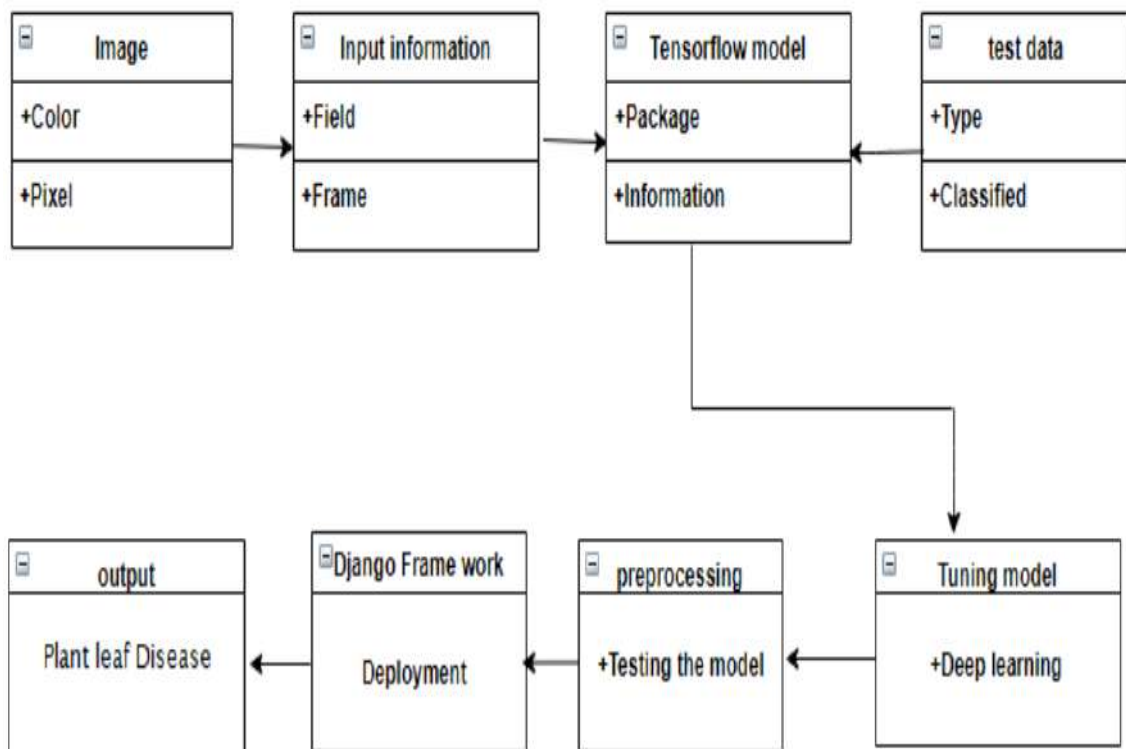 Image
+Color
+Pixel
Input information
+Field
+Frame
Tensorflow model
+Package
+Information
test data
+Type
+Classified
output
Plant leaf Disease
Django Frame work
Deployment
preprocessing
+Testing the model
Tuning model
+Deep learning